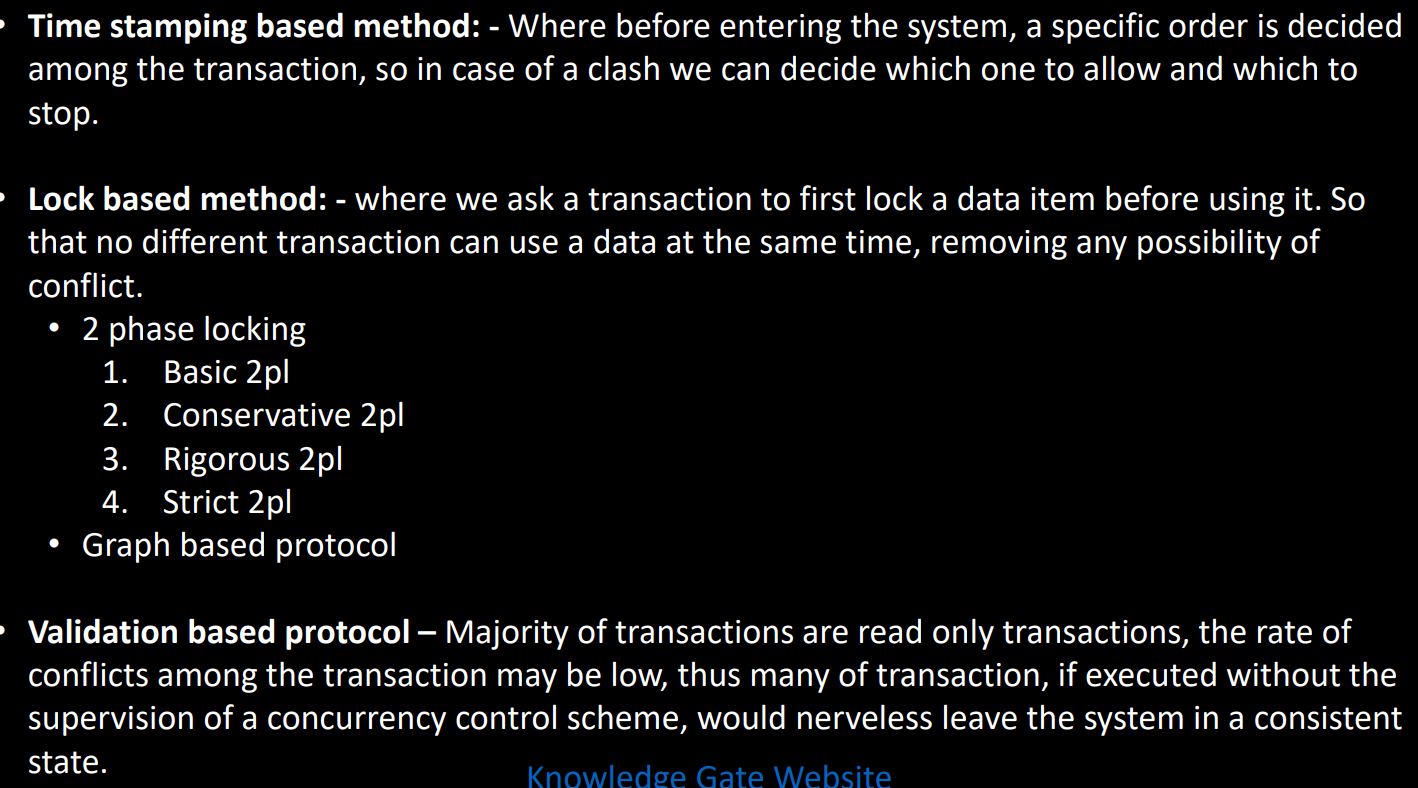 • Time stamping based method: - Where before entering the system, a specific order is decided
among the transaction, so in case of a clash we can decide which one to allow and which to
stop.
• Lock based method: - where we ask a transaction to first lock a data item before using it. So
that no different transaction can use a data at the same time, removing any possibility of
conflict.
• 2 phase locking
1. Basic 2pl
2. Conservative 2pl
3. Rigorous 2pl
4. Strict 2pl
• Graph based protocol
• Validation based protocol – Majority of transactions are read only transactions, the rate of
conflicts among the transaction may be low, thus many of transaction, if executed without the
supervision of a concurrency control scheme, would nerveless leave the system in a consistent
state.
Knowledge Gate Website